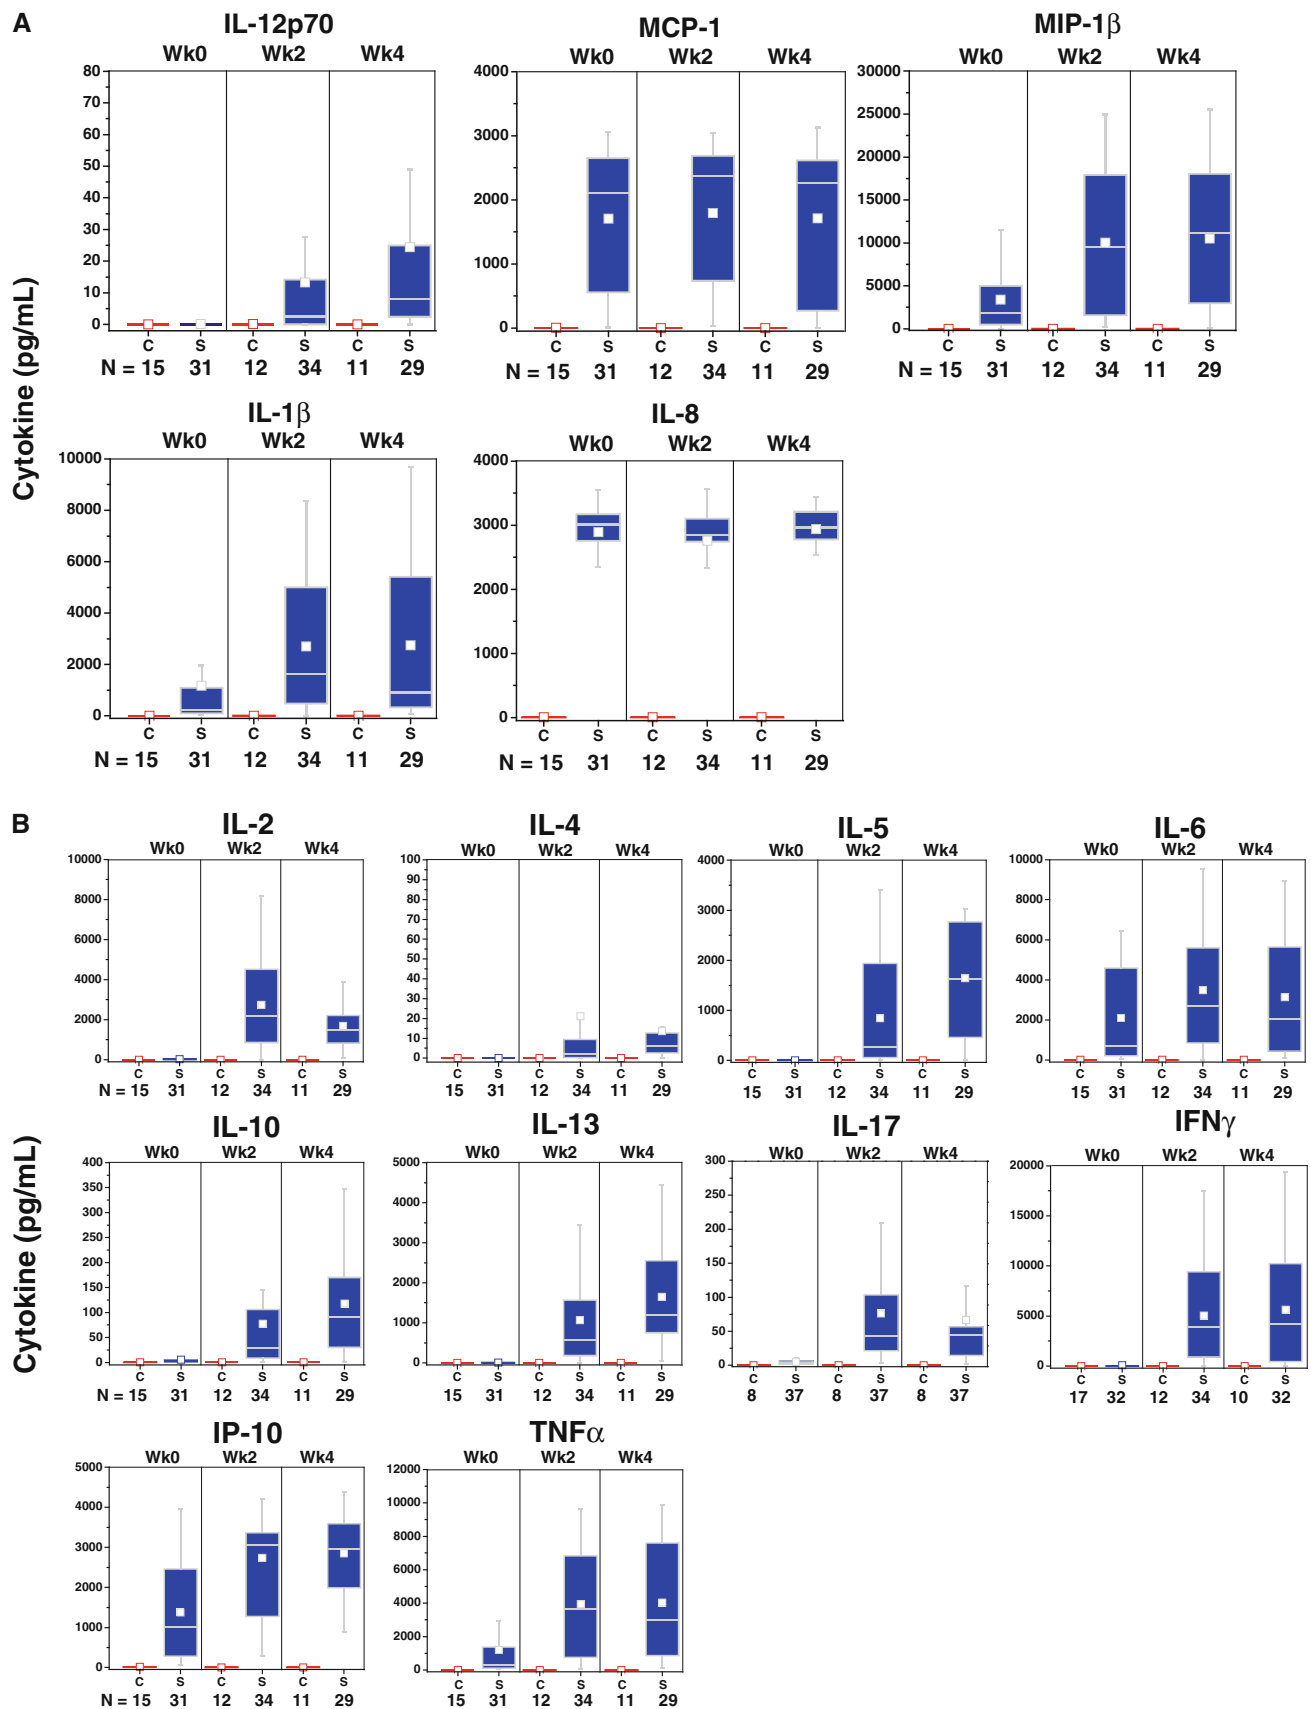 A
IL-12p70
Wk0 Wk2 Wk4
80
70
60
50
40
30
20
10
0
C S C S C S
N = 15 31 12 34 11 29
MCP-1
Wk0 Wk2 Wk4
4000
3000
2000
1000
0
C S C S C S
N = 15 31 12 34 11 29
MIP-1β
Wk0 Wk2 Wk4
30000
25000
20000
15000
10000
5000
0
C S C S C S
N = 15 31 12 34 11 29
Cytokine (pg/mL)
IL-1β
Wk0 Wk2 Wk4
10000
8000
6000
4000
2000
0
C S C S C S
N = 15 31 12 34 11 29
IL-8
Wk0 Wk2 Wk4
4000
3000
2000
1000
0
C S C S C S
N = 15 31 12 34 11 29
B
IL-2
Wk0 Wk2 Wk4
10000
8000
6000
4000
2000
0
C S C S C S
N = 15 31 12 34 11 29
IL-4
Wk0 Wk2 Wk4
100
90
80
70
60
50
40
30
20
10
0
C S C S C S
15 31 12 34 11 29
IL-5
Wk0 Wk2 Wk4
4000
3000
2000
1000
0
C S C S C S
15 31 12 34 11 29
IL-6
Wk0 Wk2 Wk4
10000
8000
6000
4000
2000
0
C S C S C S
15 31 12 34 11 29
Cytokine (pg/mL)
IL-10
Wk0 Wk2 Wk4
400
350
300
250
200
150
100
50
0
C S C S C S
N = 15 31 12 34 11 29
IL-13
Wk0 Wk2 Wk4
5000
4000
3000
2000
1000
0
C S C S C S
15 31 12 34 11 29
IL-17
Wk0 Wk2 Wk4
300
250
200
150
100
50
0
C S C S C S
8 37 8 37 8 37
IFNγ
Wk0 Wk2 Wk4
20000
15000
10000
5000
0
C S C S C S
17 32 12 34 10 32
IP-10
Wk0 Wk2 Wk4
5000
4000
3000
2000
1000
0
C S C S C S
N = 15 31 12 34 11 29
TNFα
Wk0 Wk2 Wk4
12000
10000
8000
6000
4000
2000
0
C S C S C S
15 31 12 34 11 29